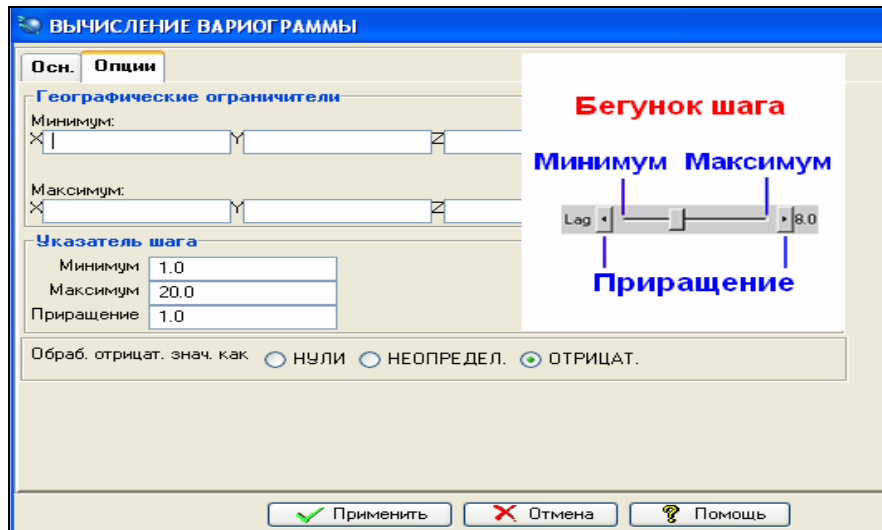 ВЫЧИСЛЕНИЕ ВАРИОГРАММЫ
Осн. Опции
Географические ограничители
Минимум:
X Y Z
Максимум:
X Y Z
Бегунок шага
Минимум Максимум
Lag 8.0
Приращение
Указатель шага
Минимум 1.0
Максимум 20.0
Приращение 1.0
Обраб. отрицат. знач. как НУЛИ НЕОПРЕДЕЛ. ОТРИЦАТ.
Применить Отмена Помощь